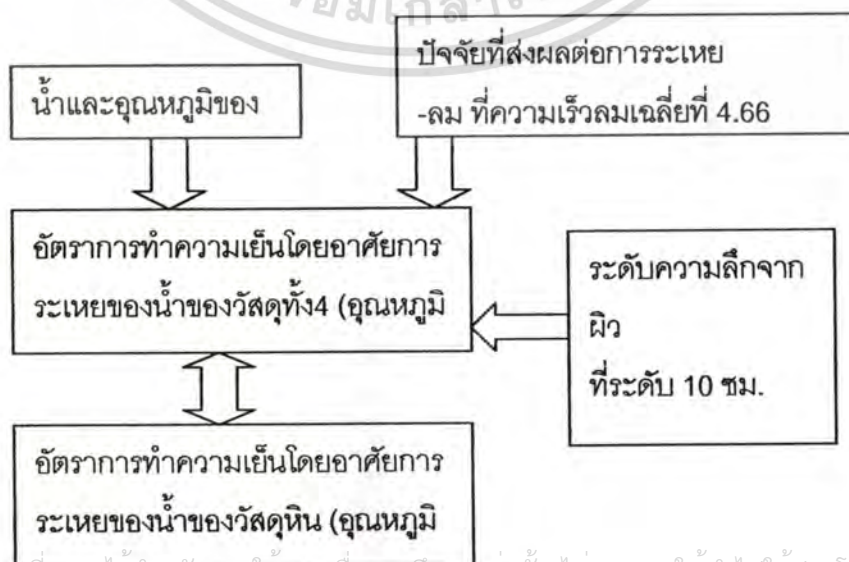 น้ำและอุณหภูมิของ
ปัจจัยที่ส่งผลต่อการระเหย
-ลม ที่ความเร็วลมเฉลี่ยที่ 4.66
อัตราการทำความเย็นโดยอาศัยการ
ระเหยของน้ำของวัสดุทั้ง4 (อุณหภูมิ
ระดับความลึกจาก
ผิว
ที่ระดับ 10 ซม.
อัตราการทำความเย็นโดยอาศัยการ
ระเหยของน้ำของวัสดุหิน (อุณหภูมิ